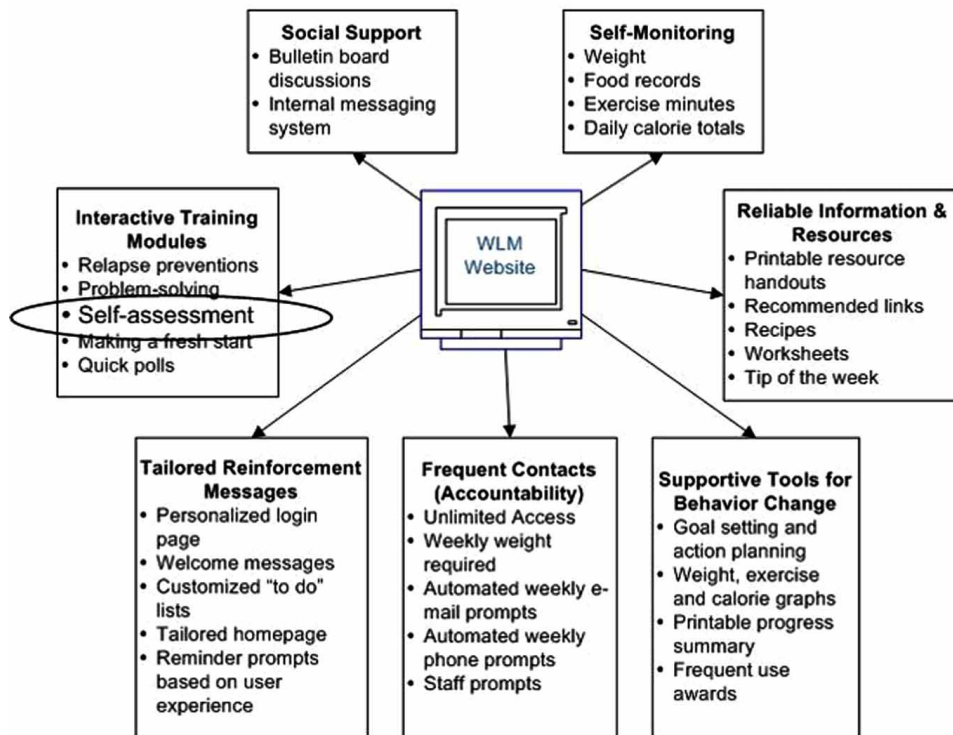 Social Support
• Bulletin board
discussions
• Internal messaging
system
Self-Monitoring
• Weight
• Food records
• Exercise minutes
• Daily calorie totals
Interactive Training
Modules
• Relapse preventions
• Problem-solving
• Self-assessment
• Making a fresh start
• Quick polls
WLM
Website
Reliable Information &
Resources
• Printable resource
handouts
• Recommended links
• Recipes
• Worksheets
• Tip of the week
Tailored Reinforcement
Messages
• Personalized login
page
• Welcome messages
• Customized “to do”
lists
• Tailored homepage
• Reminder prompts
based on user
experience
Frequent Contacts
(Accountability)
• Unlimited Access
• Weekly weight
required
• Automated weekly e-
mail prompts
• Automated weekly
phone prompts
• Staff prompts
Supportive Tools for
Behavior Change
• Goal setting and
action planning
• Weight, exercise
and calorie graphs
• Printable progress
summary
• Frequent use
awards